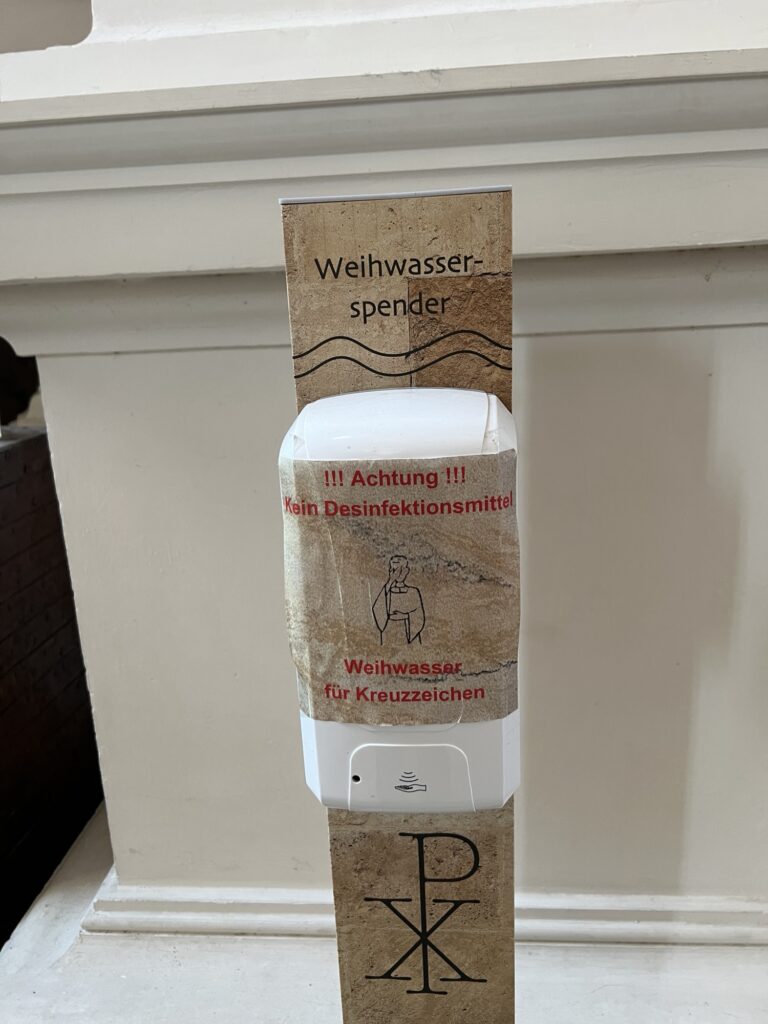 Weihwasser-
spender
!!! Achtung !!!
Kein Desinfektionsmittel
Weihwasser
für Kreuzzeichen